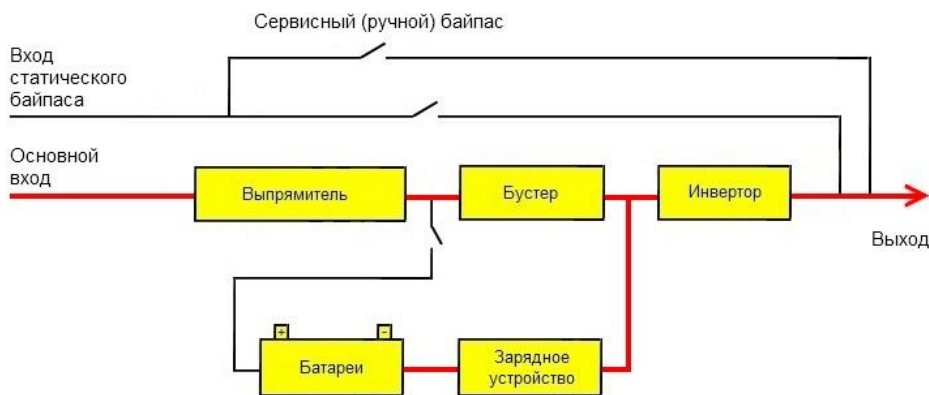 Сервисный (ручной) байпас
Вход
статического
байпаса
Основной
вход
Выпрямитель
Бустер
Инвертор
Выход
+
-
Батареи
Зарядное
устройство